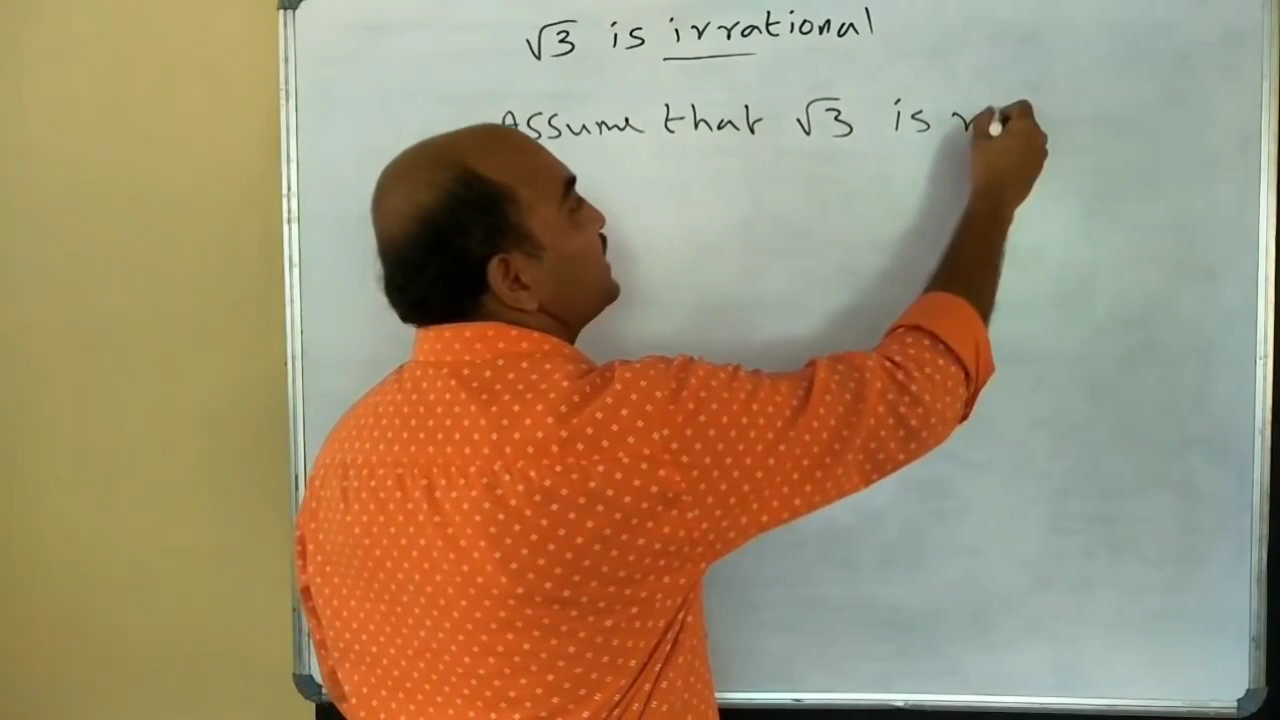 √3 is irrational
Assume that √3 is